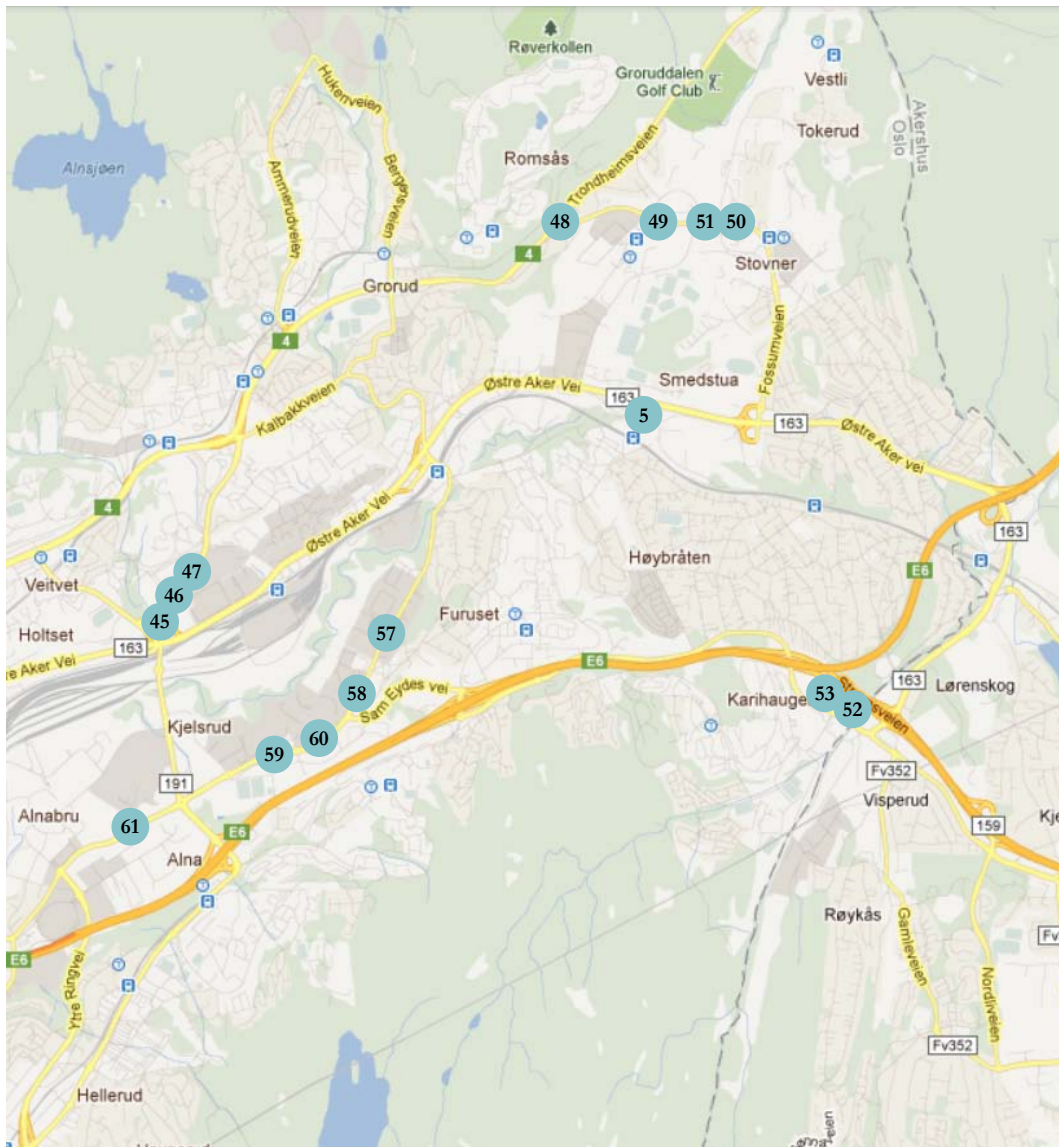 Røverkollen
Groruddalen
Golf Club
Vestli
Tokerud
Akershus
Oslo
Hukenveien
Alnsjøen
Ammerudveien
Bergensveien
Romsås
Trondheimsveien
48
49
51
50
4
Stovner
Grorud
4
Fossumveien
Smedstua
Østre Aker Vei
163
5
163
Østre Aker vei
Kalbakkveien
4
Østre Aker Vei
163
Høybråten
E6
47
Veitvet
46
45
Holtset
163
re Aker Vei
Furuset
57
E6
58
Sam Eydes vei
Karihauge
53
52
163
Lørenskog
Kjelsrud
60
59
191
Fv352
Visperud
Alnabru
61
E6
159
Kje
Alna
Røykås
Gamleveien
Nordliveien
Fv
E6
Ytre Ringvei
Fv352
Hellerud